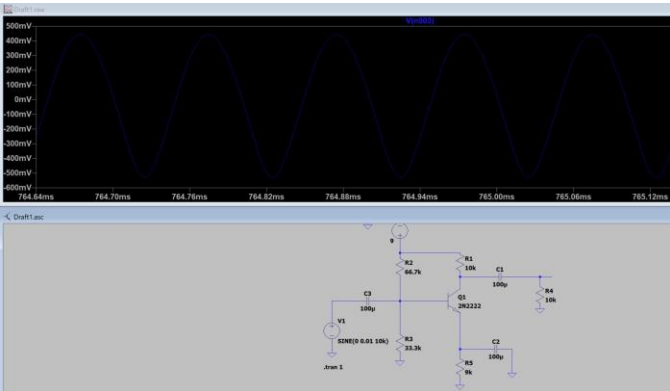 Draft1.raw
V(n003)
500mV
400mV
300mV
200mV
100mV
0mV
-100mV
-200mV
-300mV
-400mV
-500mV
-600mV
764.64ms 764.70ms 764.76ms 764.82ms 764.88ms 764.94ms 765.00ms 765.06ms 765.12ms
Draft1.asc
9
R2
66.7k
R1
10k
C1
100µ
R4
10k
C3
100µ
Q1
2N2222
V1
SINE(0 0.01 10k)
R3
33.3k
C2
100µ
R5
9k
.tran 1